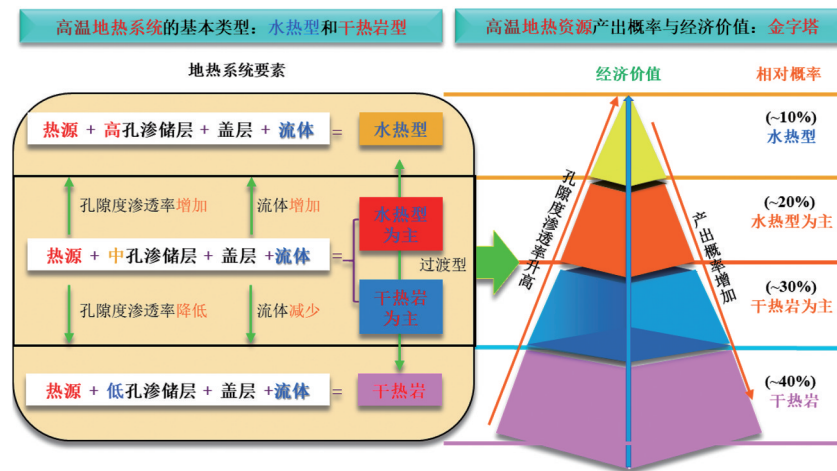 高温地热系统的基本类型：水热型和干热岩型
高温地热资源产出概率与经济价值：金字塔
地热系统要素
热源 + 高孔渗储层 + 盖层 + 流体 = 水热型
孔隙度渗透率增加
流体增加
水热型
为主
热源 + 中孔渗储层 + 盖层 +流体 =
过渡型
干热岩
为主
孔隙度渗透率降低
流体减少
热源 + 低孔渗储层 + 盖层 +流体 = 干热岩
经济价值
相对概率
孔隙度渗透率升高
产出概率增加
(~10%)
水热型
(~20%)
水热型为主
(~30%)
干热岩为主
(~40%)
干热岩